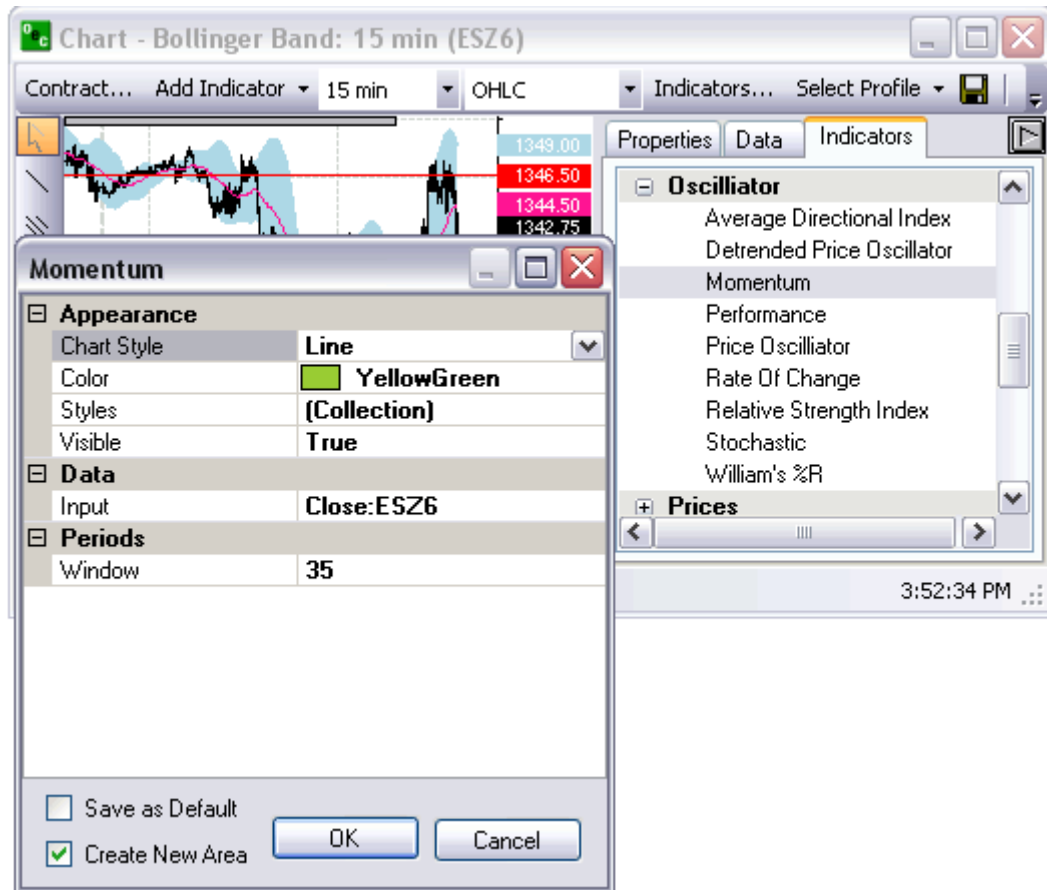 oec Chart - Bollinger Band: 15 min (ESZ6)
Contract... Add Indicator 15 min OHLC Indicators... Select Profile
Properties Data Indicators
1349.00
1346.50
1344.50
1342.75
Oscilliator
Average Directional Index
Detrended Price Oscillator
Momentum
Performance
Price Oscilliator
Rate Of Change
Relative Strength Index
Stochastic
William's %R
Prices
3:52:34 PM
Momentum
Appearance
Chart Style Line
Color YellowGreen
Styles (Collection)
Visible True
Data
Input Close:ESZ6
Periods
Window 35
Save as Default
Create New Area
OK Cancel